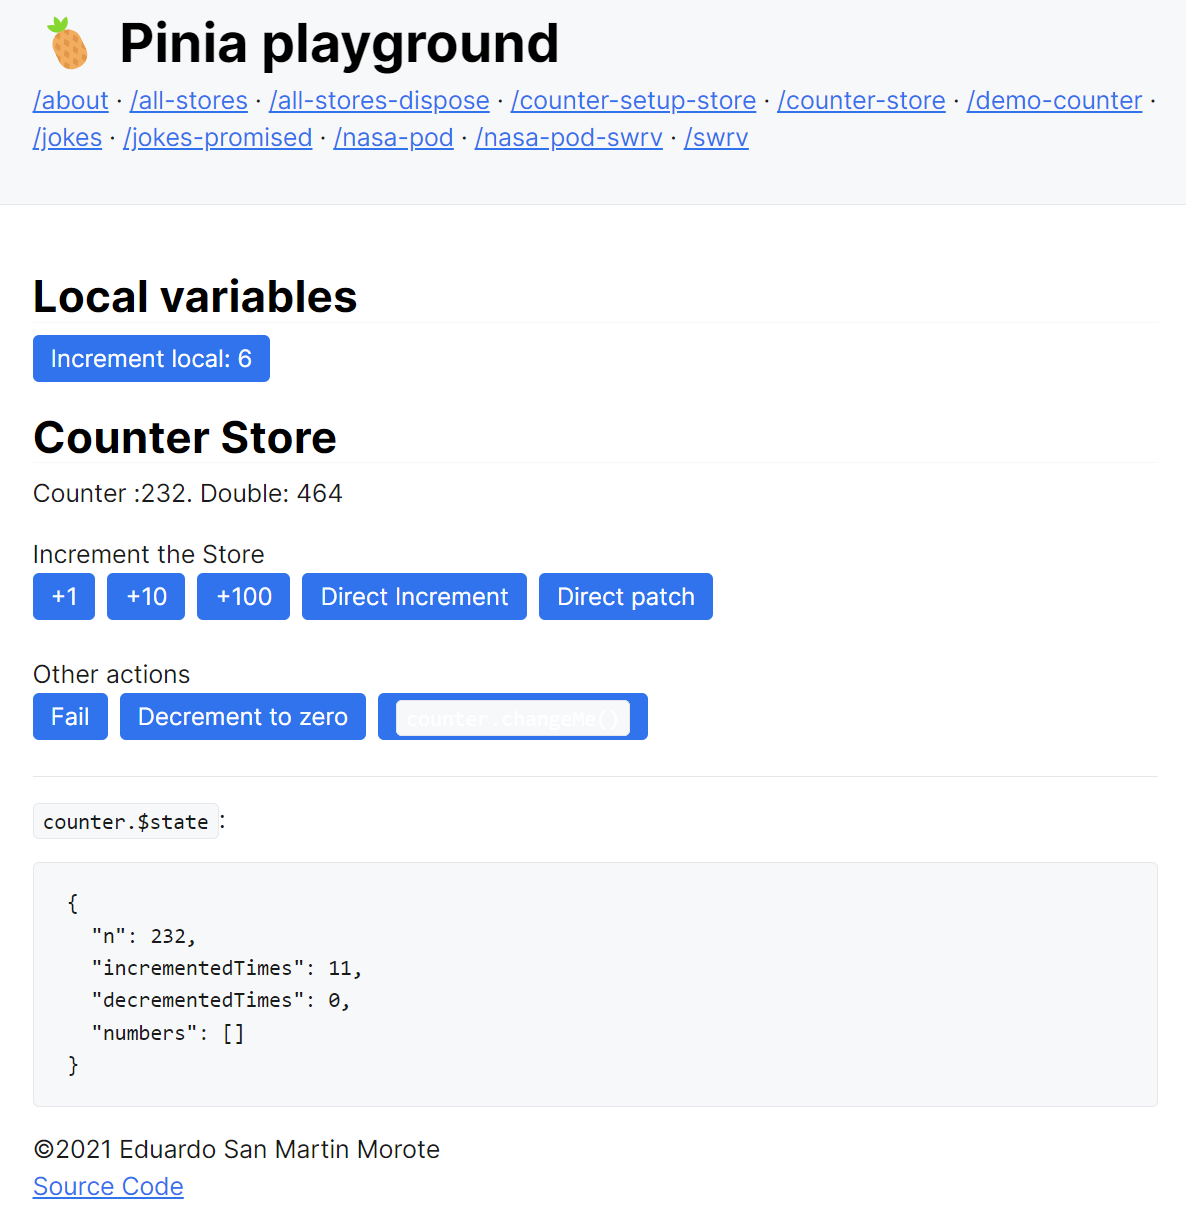 Pinia playground
/about · /all-stores · /all-stores-dispose · /counter-setup-store · /counter-store · /demo-counter ·
/jokes · /jokes-promised · /nasa-pod · /nasa-pod-swrv · /swrv
Local variables
Increment local: 6
Counter Store
Counter :232. Double: 464
Increment the Store
+1 +10 +100 Direct Increment Direct patch
Other actions
Fail Decrement to zero counter.changeMe()
counter.$state:
{
"n": 232,
"incrementedTimes": 11,
"decrementedTimes": 0,
"numbers": []
}
©2021 Eduardo San Martin Morote
Source Code